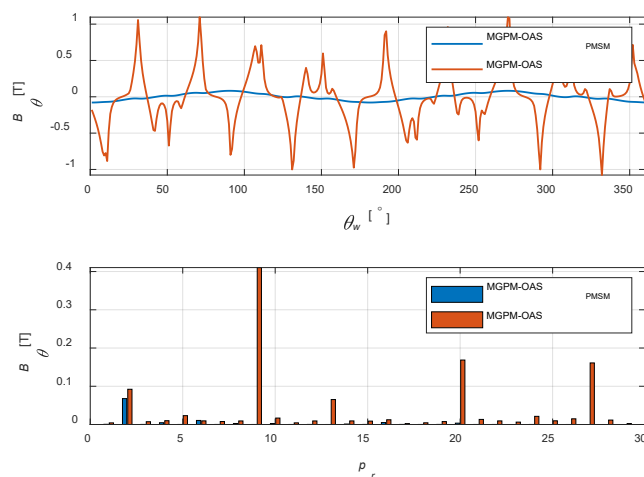 1
0.5
0
-0.5
-1
B θ [T]
0 50 100 150 200 250 300 350
θw [°]
MGPM-OAS PMSM
MGPM-OAS
0.4
0.3
0.2
0.1
0
B θ [T]
0 5 10 15 20 25 30
p r
MGPM-OAS PMSM
MGPM-OAS